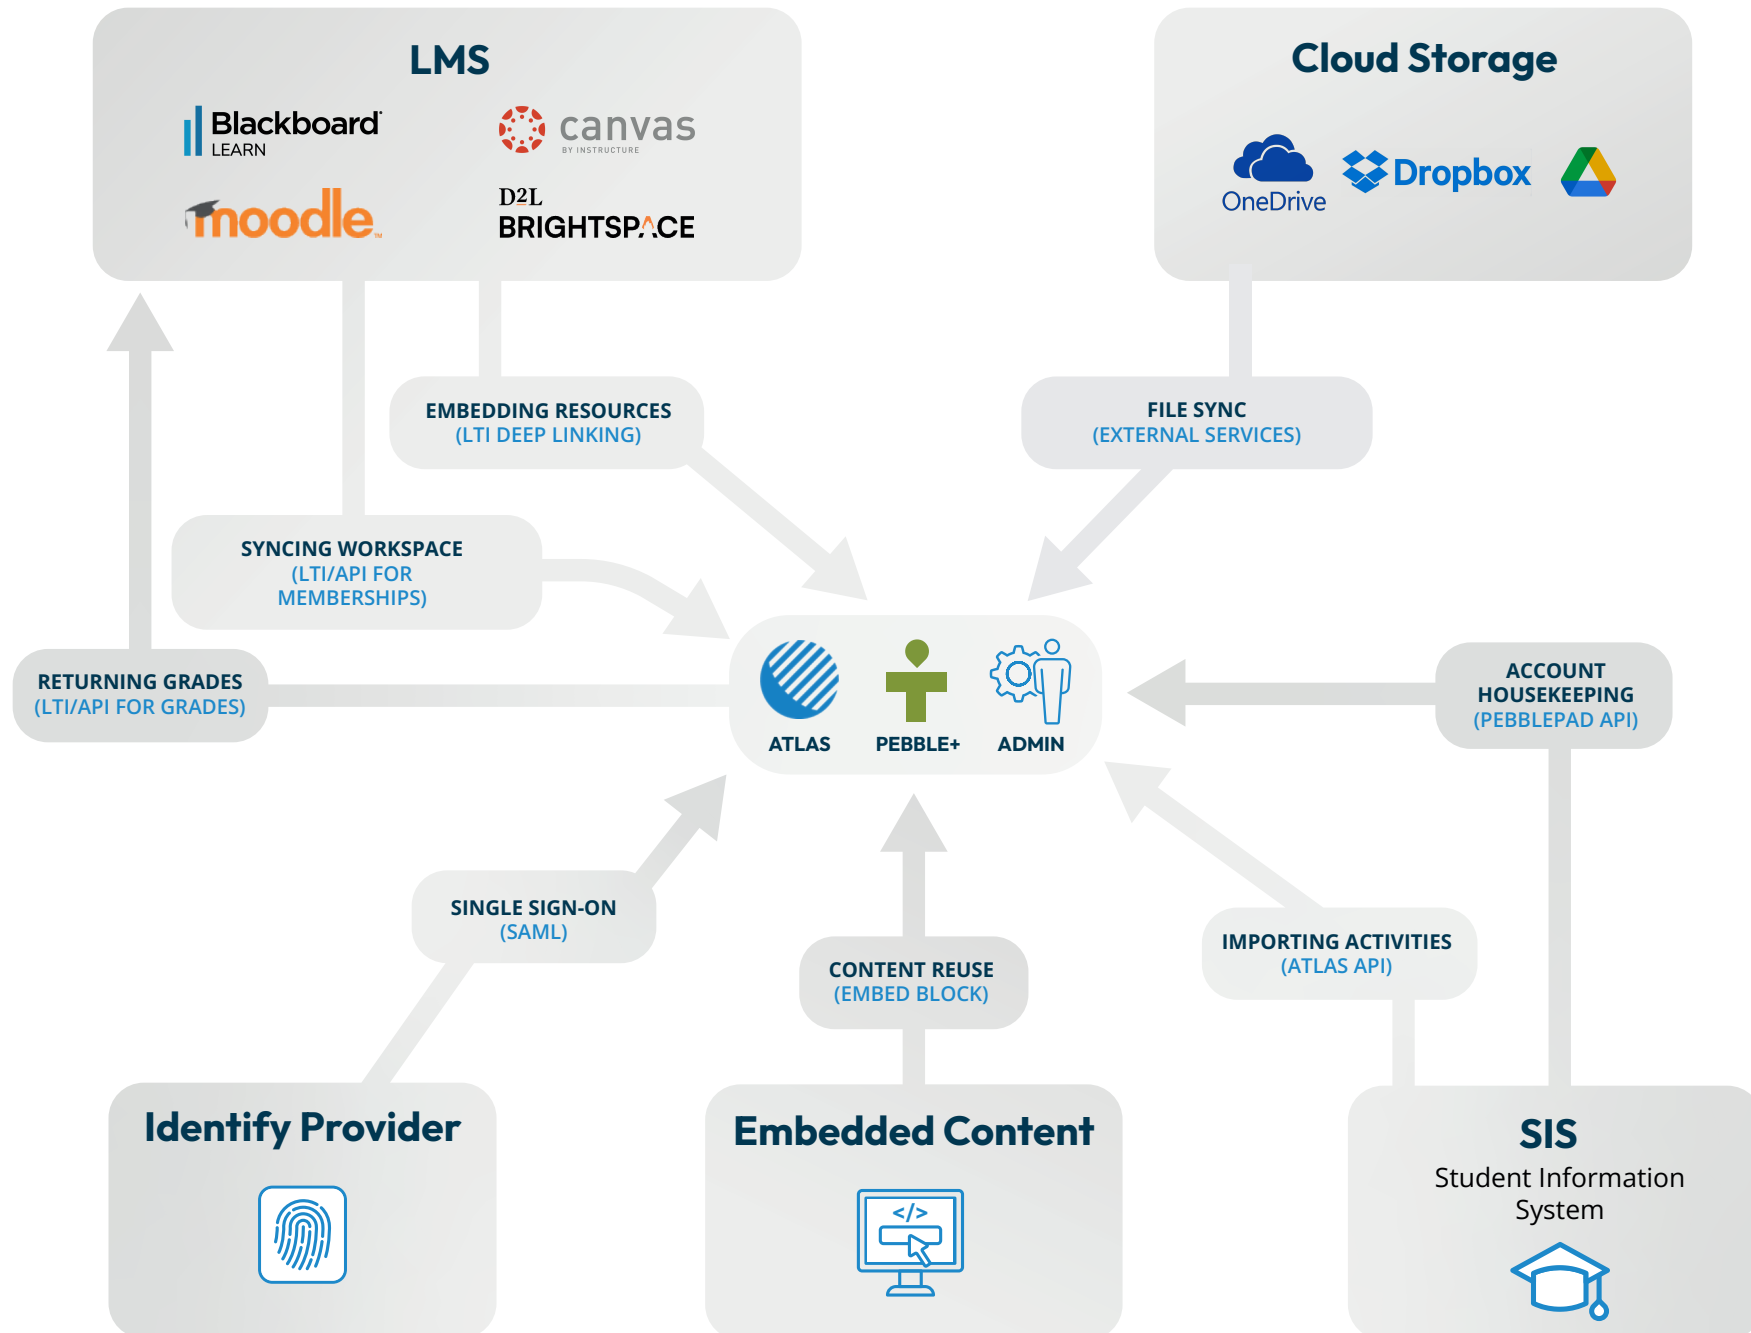 LMS
Blackboard
LEARN
canvas
BY INSTRUCTURE
moodle
TM
D2L
BRIGHTSPACE
Cloud Storage
OneDrive
Dropbox
EMBEDDING RESOURCES
(LTI DEEP LINKING)
FILE SYNC
(EXTERNAL SERVICES)
SYNCING WORKSPACE
(LTI/API FOR
MEMBERSHIPS)
RETURNING GRADES
(LTI/API FOR GRADES)
ATLAS
PEBBLE+
ADMIN
ACCOUNT
HOUSEKEEPING
(PEBBLEPAD API)
SINGLE SIGN-ON
(SAML)
CONTENT REUSE
(EMBED BLOCK)
IMPORTING ACTIVITIES
(ATLAS API)
Identify Provider
Embedded Content
</>
SIS
Student Information
System